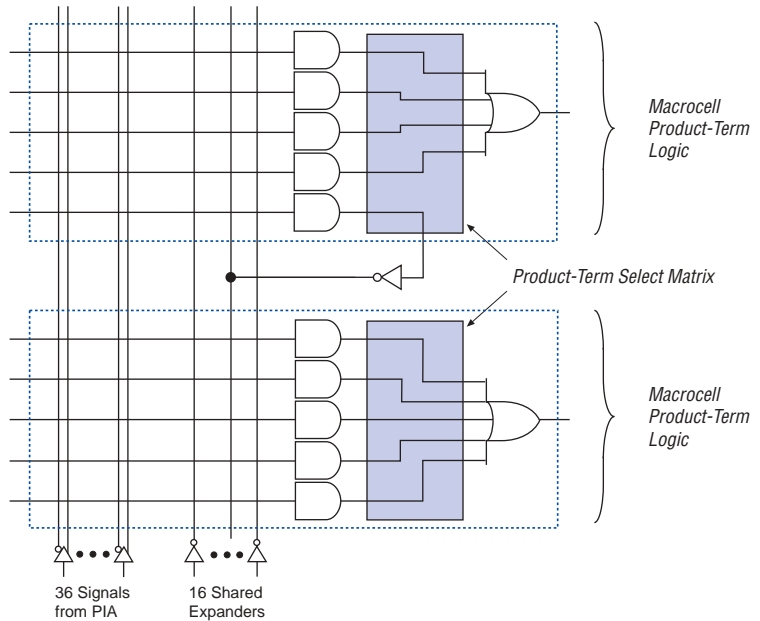 Macrocell
Product-Term
Logic
Product-Term Select Matrix
Macrocell
Product-Term
Logic
36 Signals
from PIA
16 Shared
Expanders